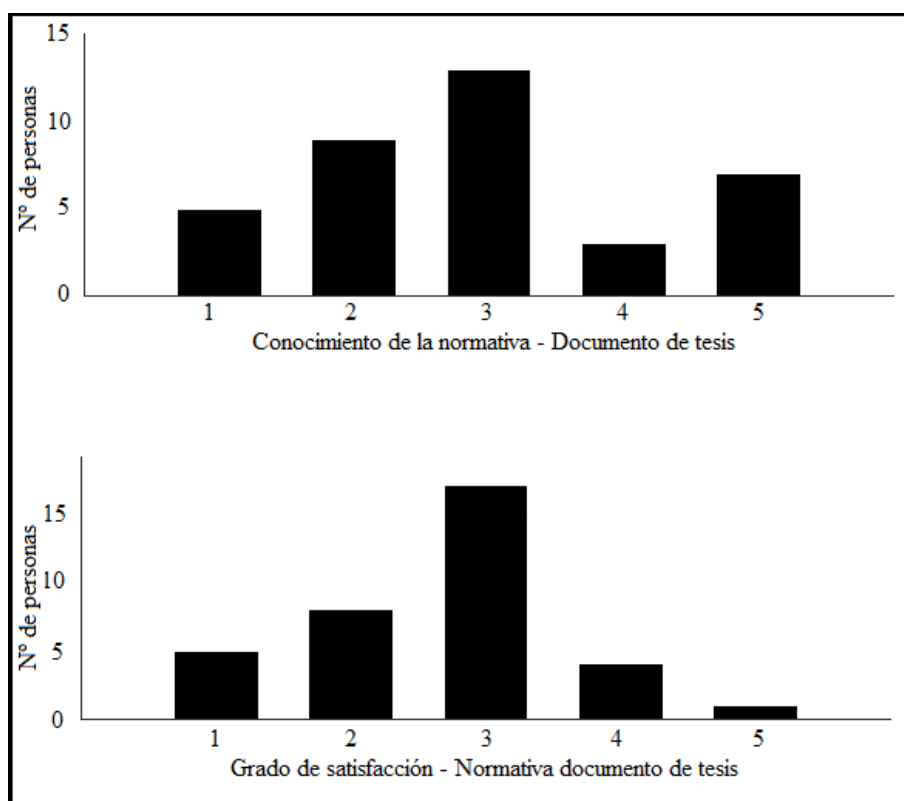 15
10
5
0
Nº de personas
1 2 3 4 5
Conocimiento de la normativa - Documento de tesis
15
10
5
0
Nº de personas
1 2 3 4 5
Grado de satisfacción - Normativa documento de tesis